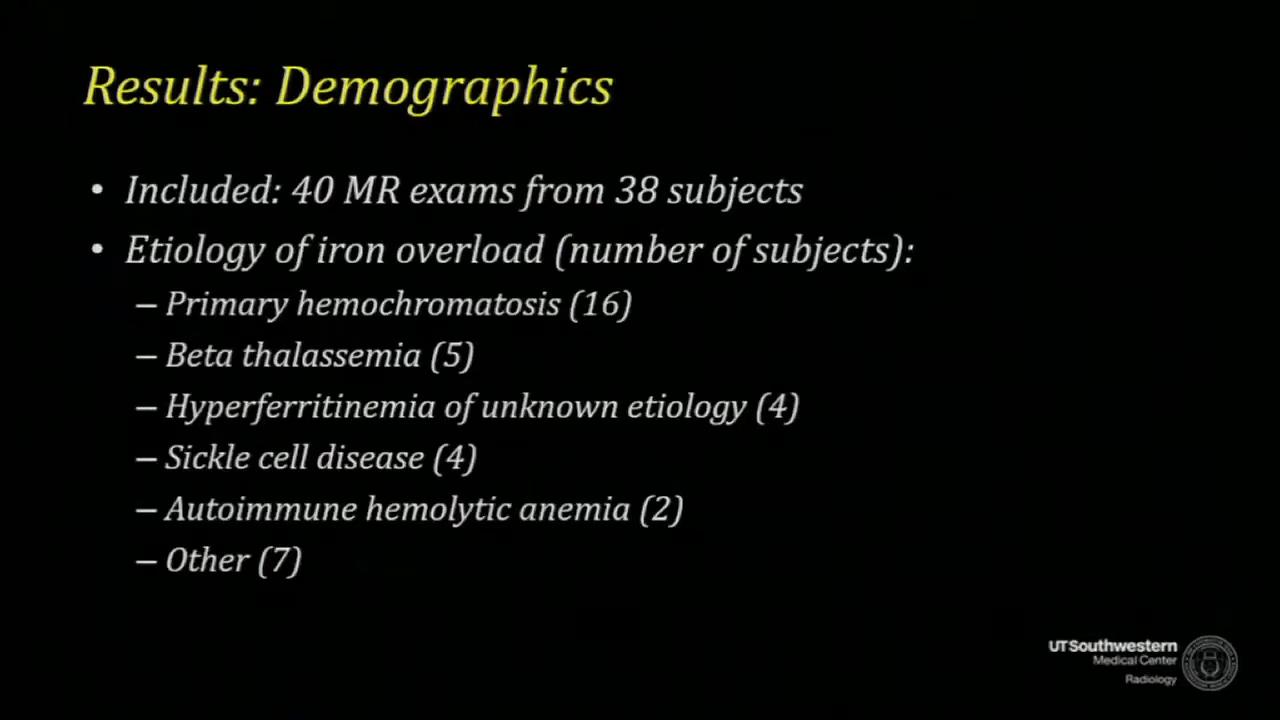 Results: Demographics
• Included: 40 MR exams from 38 subjects
• Etiology of iron overload (number of subjects):
– Primary hemochromatosis (16)
– Beta thalassemia (5)
– Hyperferritinemia of unknown etiology (4)
– Sickle cell disease (4)
– Autoimmune hemolytic anemia (2)
– Other (7)
UTSouthwestern
Medical Center
Radiology